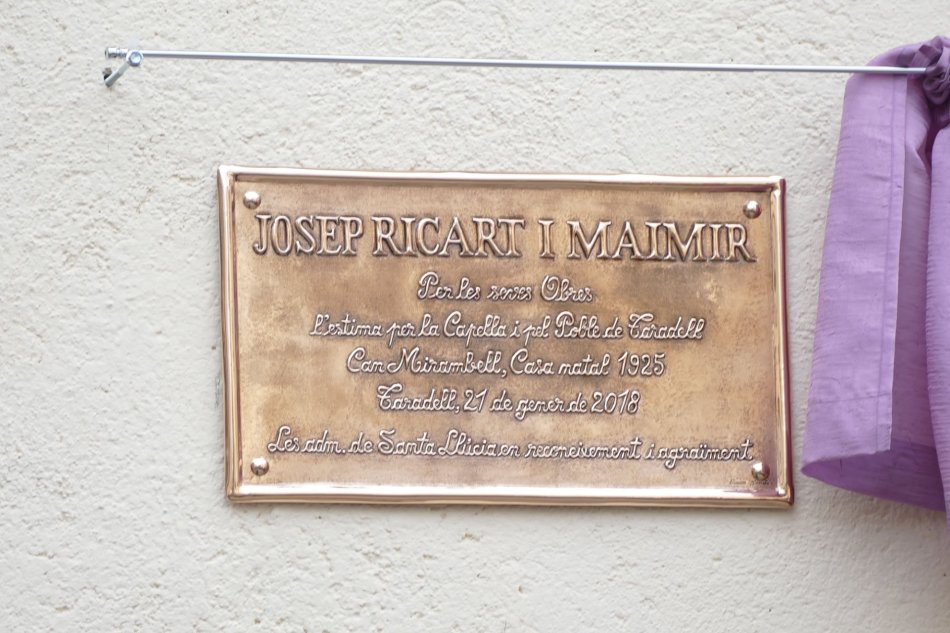 JOSEP RICART I MAIMIR
Per les seves Obres
L'estima per la Capella i pel Poble de Taradell
Can Mirambell, Casa natal 1925
Taradell, 21 de gener de 2018
Les adm. de Santa Llúcia en reconeixement i agraïment